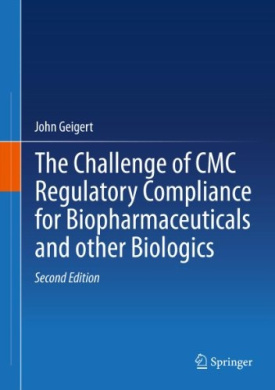 John Geigert
The Challenge of CMC
Regulatory Compliance
for Biopharmaceuticals
and other Biologics
Second Edition
Springer